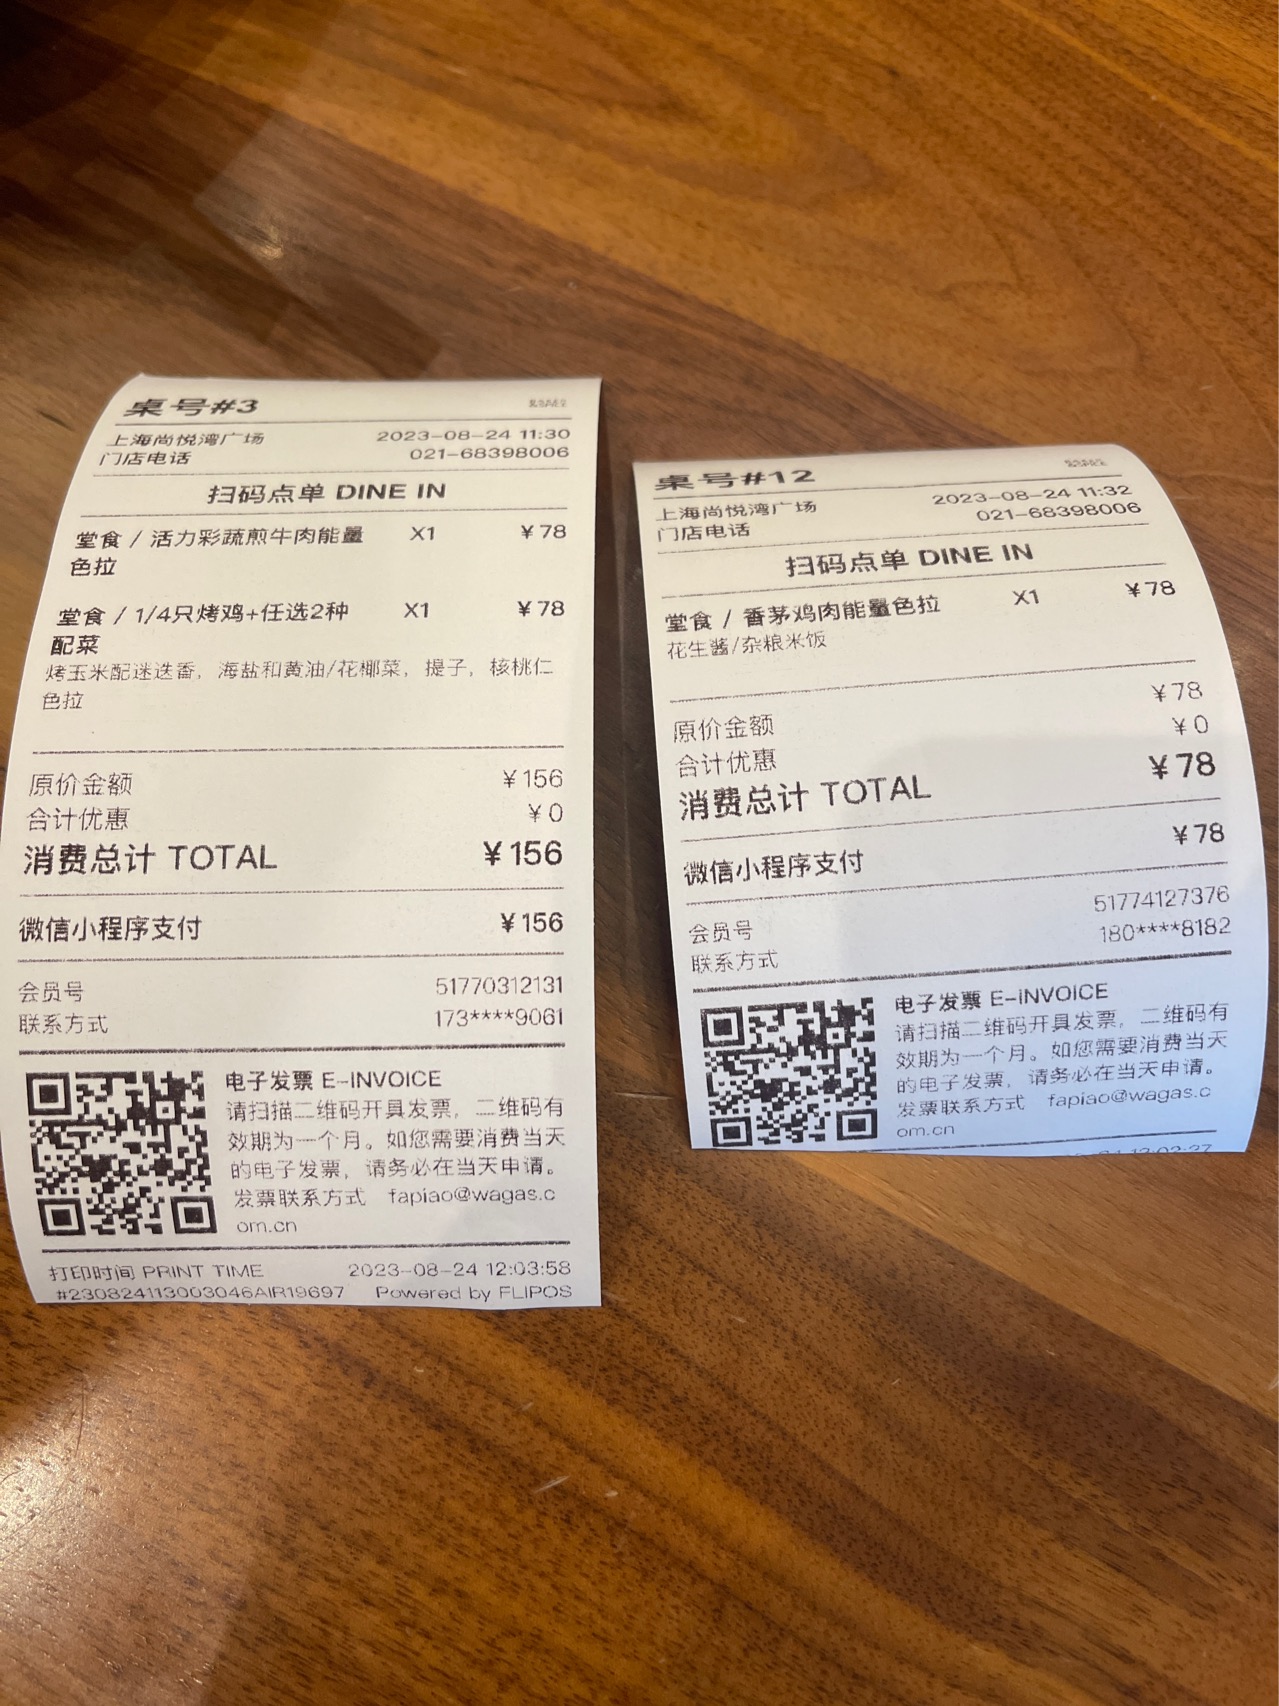 桌号#3
上海尚悦湾广场 2023-08-24 11:30
门店电话 021-68398006
扫码点单 DINE IN
堂食 / 活力彩蔬煎牛肉能量 X1 ¥78
色拉
堂食 / 1/4只烤鸡+任选2种 X1 ¥78
配菜
烤玉米配迷迭香，海盐和黄油/花椰菜，提子，核桃仁
色拉
原价金额 ¥156
合计优惠 ¥0
消费总计 TOTAL ¥156
微信小程序支付 ¥156
会员号 51770312131
联系方式 173****9061
电子发票 E-INVOICE
请扫描二维码开具发票，二维码有
效期为一个月。如您需要消费当天
的电子发票，请务必在当天申请。
发票联系方式 fapiao@wagas.c
om.cn
打印时间 PRINT TIME 2023-08-24 12:03:58
#230824113003046AIR19697 Powered by FLIPOS
桌号#12
上海尚悦湾广场 2023-08-24 11:32
门店电话 021-68398006
扫码点单 DINE IN
堂食 / 香茅鸡肉能量色拉 X1 ¥78
花生酱/杂粮米饭
原价金额 ¥78
合计优惠 ¥0
消费总计 TOTAL ¥78
微信小程序支付 ¥78
会员号 51774127376
联系方式 180****8182
电子发票 E-INVOICE
请扫描二维码开具发票，二维码有
效期为一个月。如您需要消费当天
的电子发票，请务必在当天申请。
发票联系方式 fapiao@wagas.c
om.cn